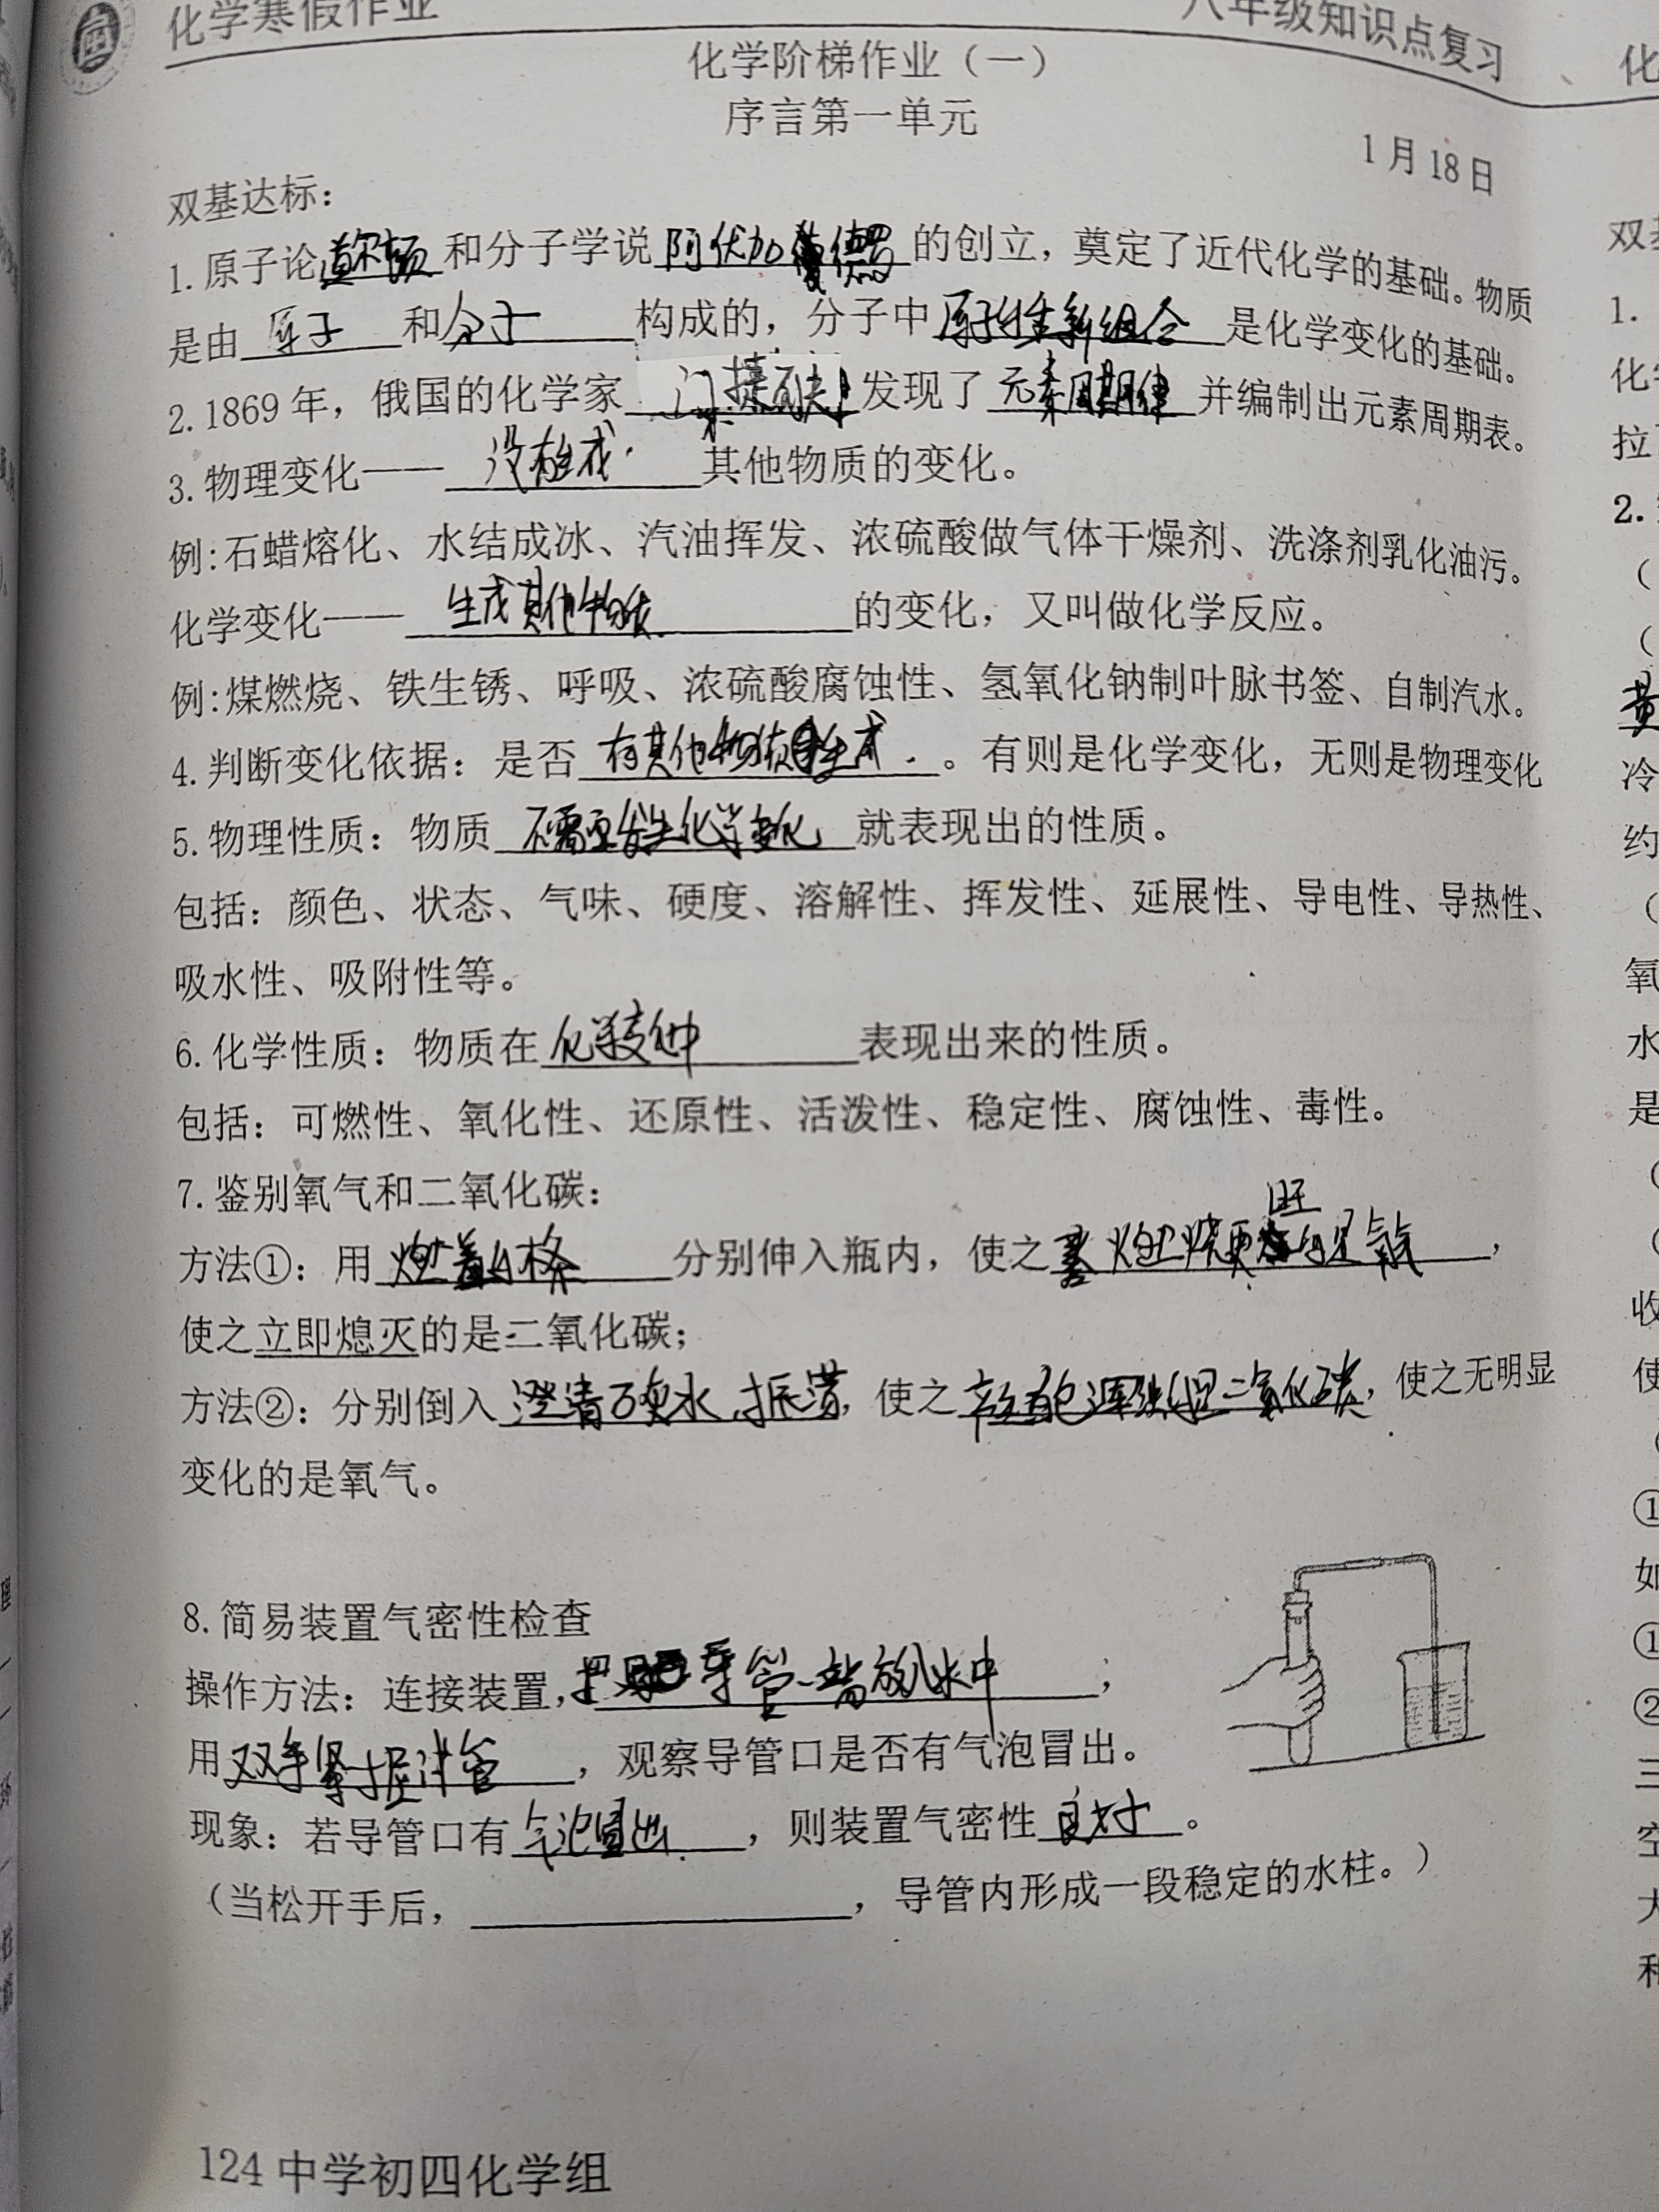 化学寒假作业 八年级知识点复习
化学阶梯作业（一）
序言第一单元
1月18日
双基达标：
1.原子论道尔顿和分子学说阿伏加德罗的创立，奠定了近代化学的基础。物质
是由原子和分子构成的，分子中原子的重新组合是化学变化的基础。
2.1869年，俄国的化学家门捷列夫发现了元素周期律并编制出元素周期表。
3.物理变化——没有生成其他物质的变化。
例:石蜡熔化、水结成冰、汽油挥发、浓硫酸做气体干燥剂、洗涤剂乳化油污。
化学变化——生成其他物质的变化，又叫做化学反应。
例:煤燃烧、铁生锈、呼吸、浓硫酸腐蚀性、氢氧化钠制叶脉书签、自制汽水。
4.判断变化依据：是否有其他物质生成。有则是化学变化，无则是物理变化
5.物理性质：物质不需要发生化学变化就表现出的性质。
包括：颜色、状态、气味、硬度、溶解性、挥发性、延展性、导电性、导热性、
吸水性、吸附性等。
6.化学性质：物质在化学变化中表现出来的性质。
包括：可燃性、氧化性、还原性、活泼性、稳定性、腐蚀性、毒性。
7.鉴别氧气和二氧化碳：
方法①：用燃着木条分别伸入瓶内，使之燃烧更旺的是氧气，
使之立即熄灭的是二氧化碳；
方法②：分别倒入澄清石灰水,振荡，使之变浑浊的是二氧化碳，使之无明显
变化的是氧气。
8.简易装置气密性检查
操作方法：连接装置，把导管一端放入水中；
用双手紧握试管，观察导管口是否有气泡冒出。
现象：若导管口有气泡冒出，则装置气密性良好。
（当松开手后，，导管内形成一段稳定的水柱。）
124中学初四化学组